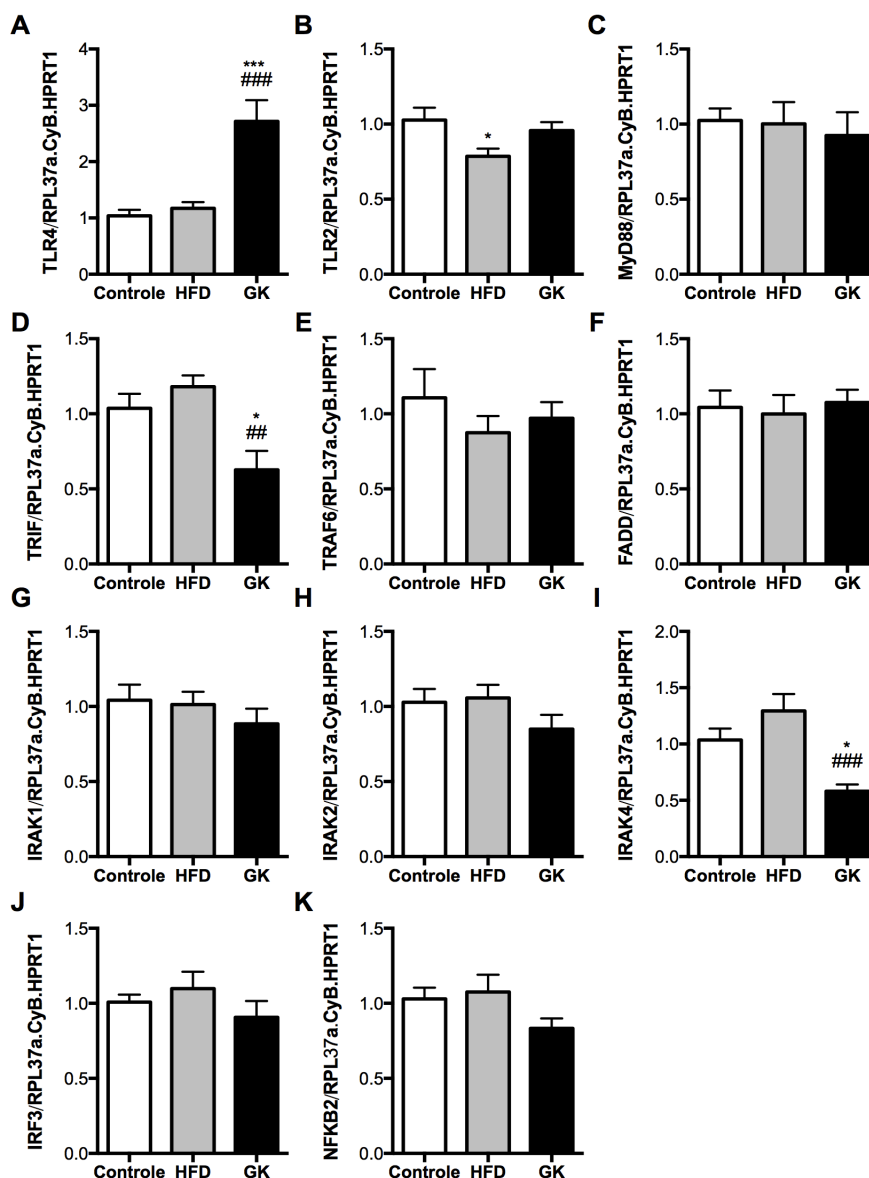 A
TLR4/RPL37a.CyB.HPRT1
4
3
2
1
0
***
###
Controle HFD GK
B
TLR2/RPL37a.CyB.HPRT1
1.5
1.0
0.5
0.0
*
Controle HFD GK
C
MyD88/RPL37a.CyB.HPRT1
1.5
1.0
0.5
0.0
Controle HFD GK
D
TRIF/RPL37a.CyB.HPRT1
1.5
1.0
0.5
0.0
*
##
Controle HFD GK
E
TRAF6/RPL37a.CyB.HPRT1
1.5
1.0
0.5
0.0
Controle HFD GK
F
FADD/RPL37a.CyB.HPRT1
1.5
1.0
0.5
0.0
Controle HFD GK
G
IRAK1/RPL37a.CyB.HPRT1
1.5
1.0
0.5
0.0
Controle HFD GK
H
IRAK2/RPL37a.CyB.HPRT1
1.5
1.0
0.5
0.0
Controle HFD GK
I
IRAK4/RPL37a.CyB.HPRT1
2.0
1.5
1.0
0.5
0.0
*
###
Controle HFD GK
J
IRF3/RPL37a.CyB.HPRT1
1.5
1.0
0.5
0.0
Controle HFD GK
K
NFKB2/RPL37a.CyB.HPRT1
1.5
1.0
0.5
0.0
Controle HFD GK